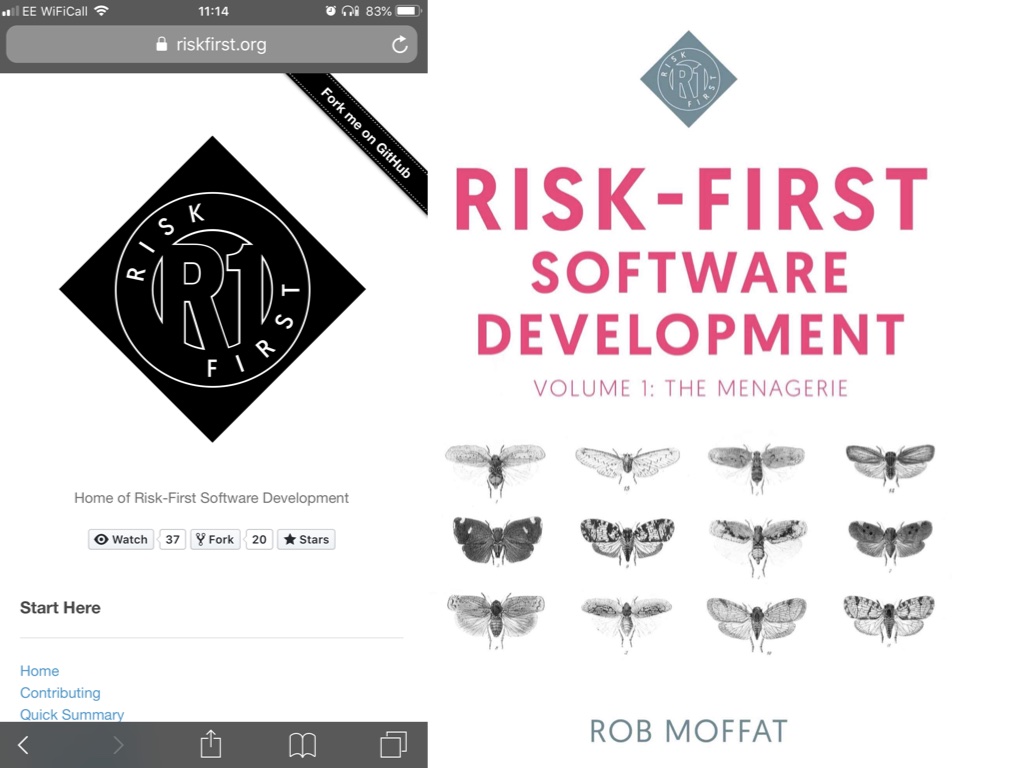 EE WiFiCall
11:14
83%
riskfirst.org
Fork me on GitHub
RISK
R1
FIRST
Home of Risk-First Software Development
Watch 37 Fork 20 Stars
Start Here
Home
Contributing
Quick Summary
RISK
R1
FIRST
RISK-FIRST
SOFTWARE
DEVELOPMENT
VOLUME 1: THE MENAGERIE
ROB MOFFAT